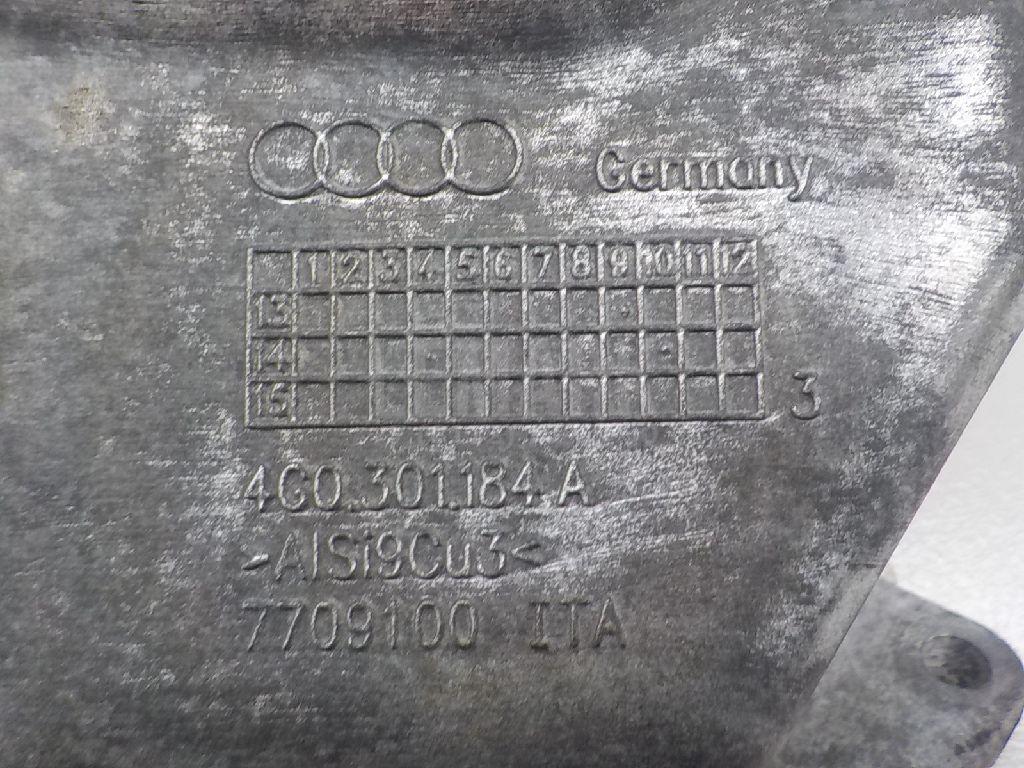 Germany
1 2 3 4 5 6 7 8 9 10 11 12
13
14
15
3
4G0.301.184 A
>AlSi9Cu3<
7709100 ITA